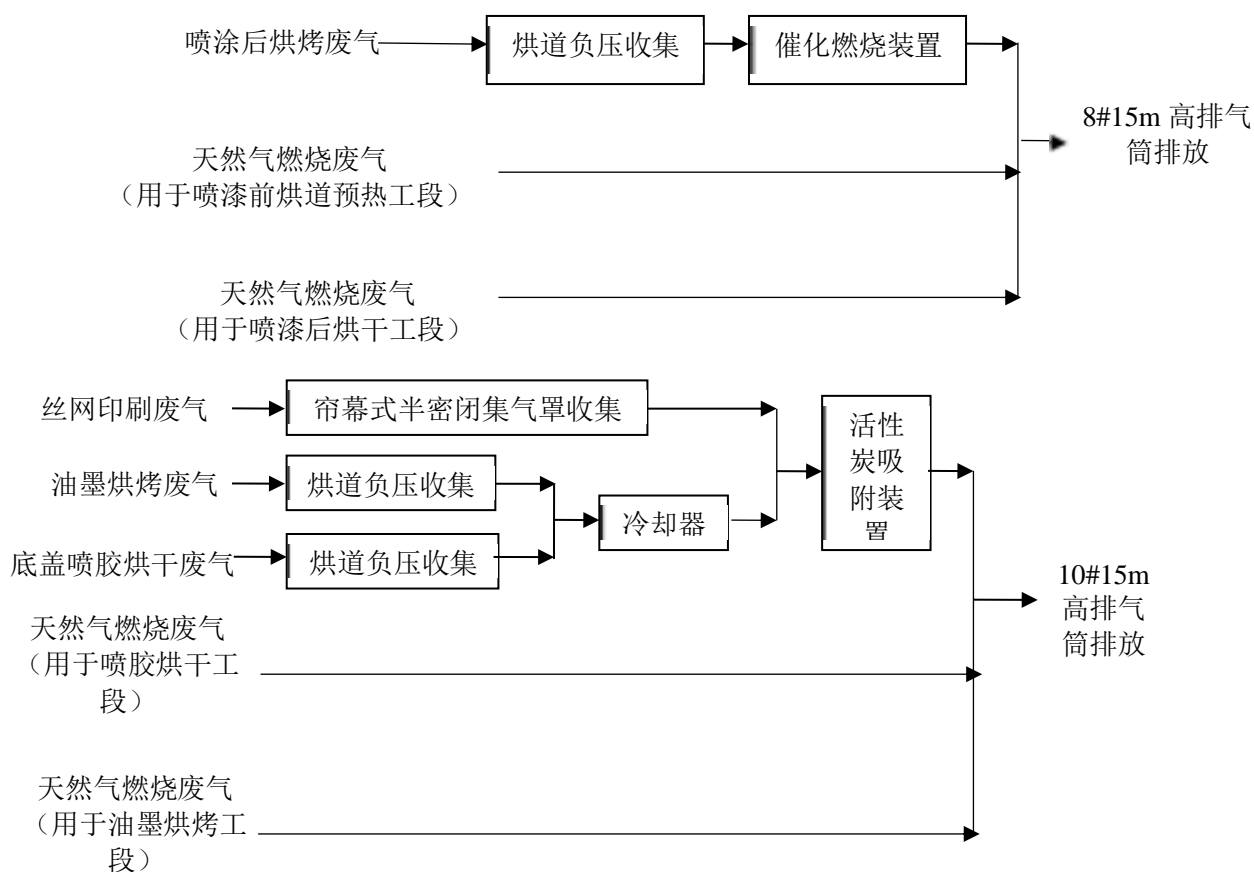 喷涂后烘烤废气
烘道负压收集
催化燃烧装置
8#15m 高排气
筒排放
天然气燃烧废气
（用于喷漆前烘道预热工段）
天然气燃烧废气
（用于喷漆后烘干工段）
丝网印刷废气
帘幕式半密闭集气罩收集
活性
炭吸
附装
置
油墨烘烤废气
烘道负压收集
冷却器
底盖喷胶烘干废气
烘道负压收集
10#15m
高排气
筒排放
天然气燃烧废气
（用于喷胶烘干工
段）
天然气燃烧废气
（用于油墨烘烤工
段）